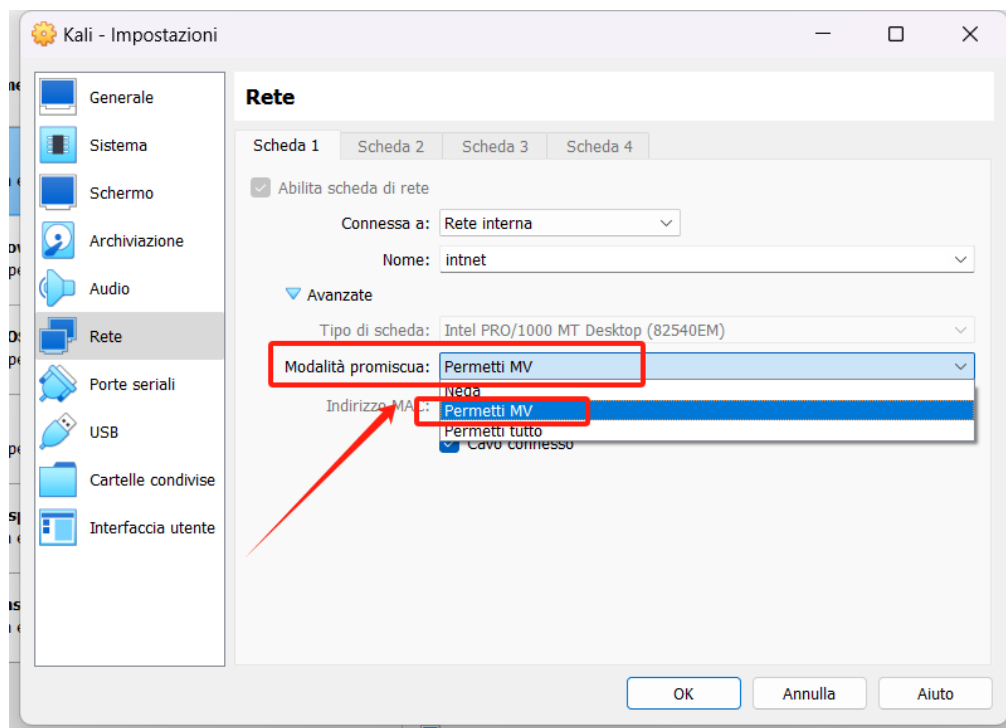 Kali - Impostazioni
Generale
Sistema
Schermo
Archiviazione
Audio
Rete
Porte seriali
USB
Cartelle condivise
Interfaccia utente
Rete
Scheda 1 Scheda 2 Scheda 3 Scheda 4
Abilita scheda di rete
Connessa a: Rete interna
Nome: intnet
Avanzate
Tipo di scheda: Intel PRO/1000 MT Desktop (82540EM)
Modalità promiscua: Permetti MV
Nega
Indirizzo MAC: Permetti MV
Permetti tutto
Cavo connesso
OK Annulla Aiuto